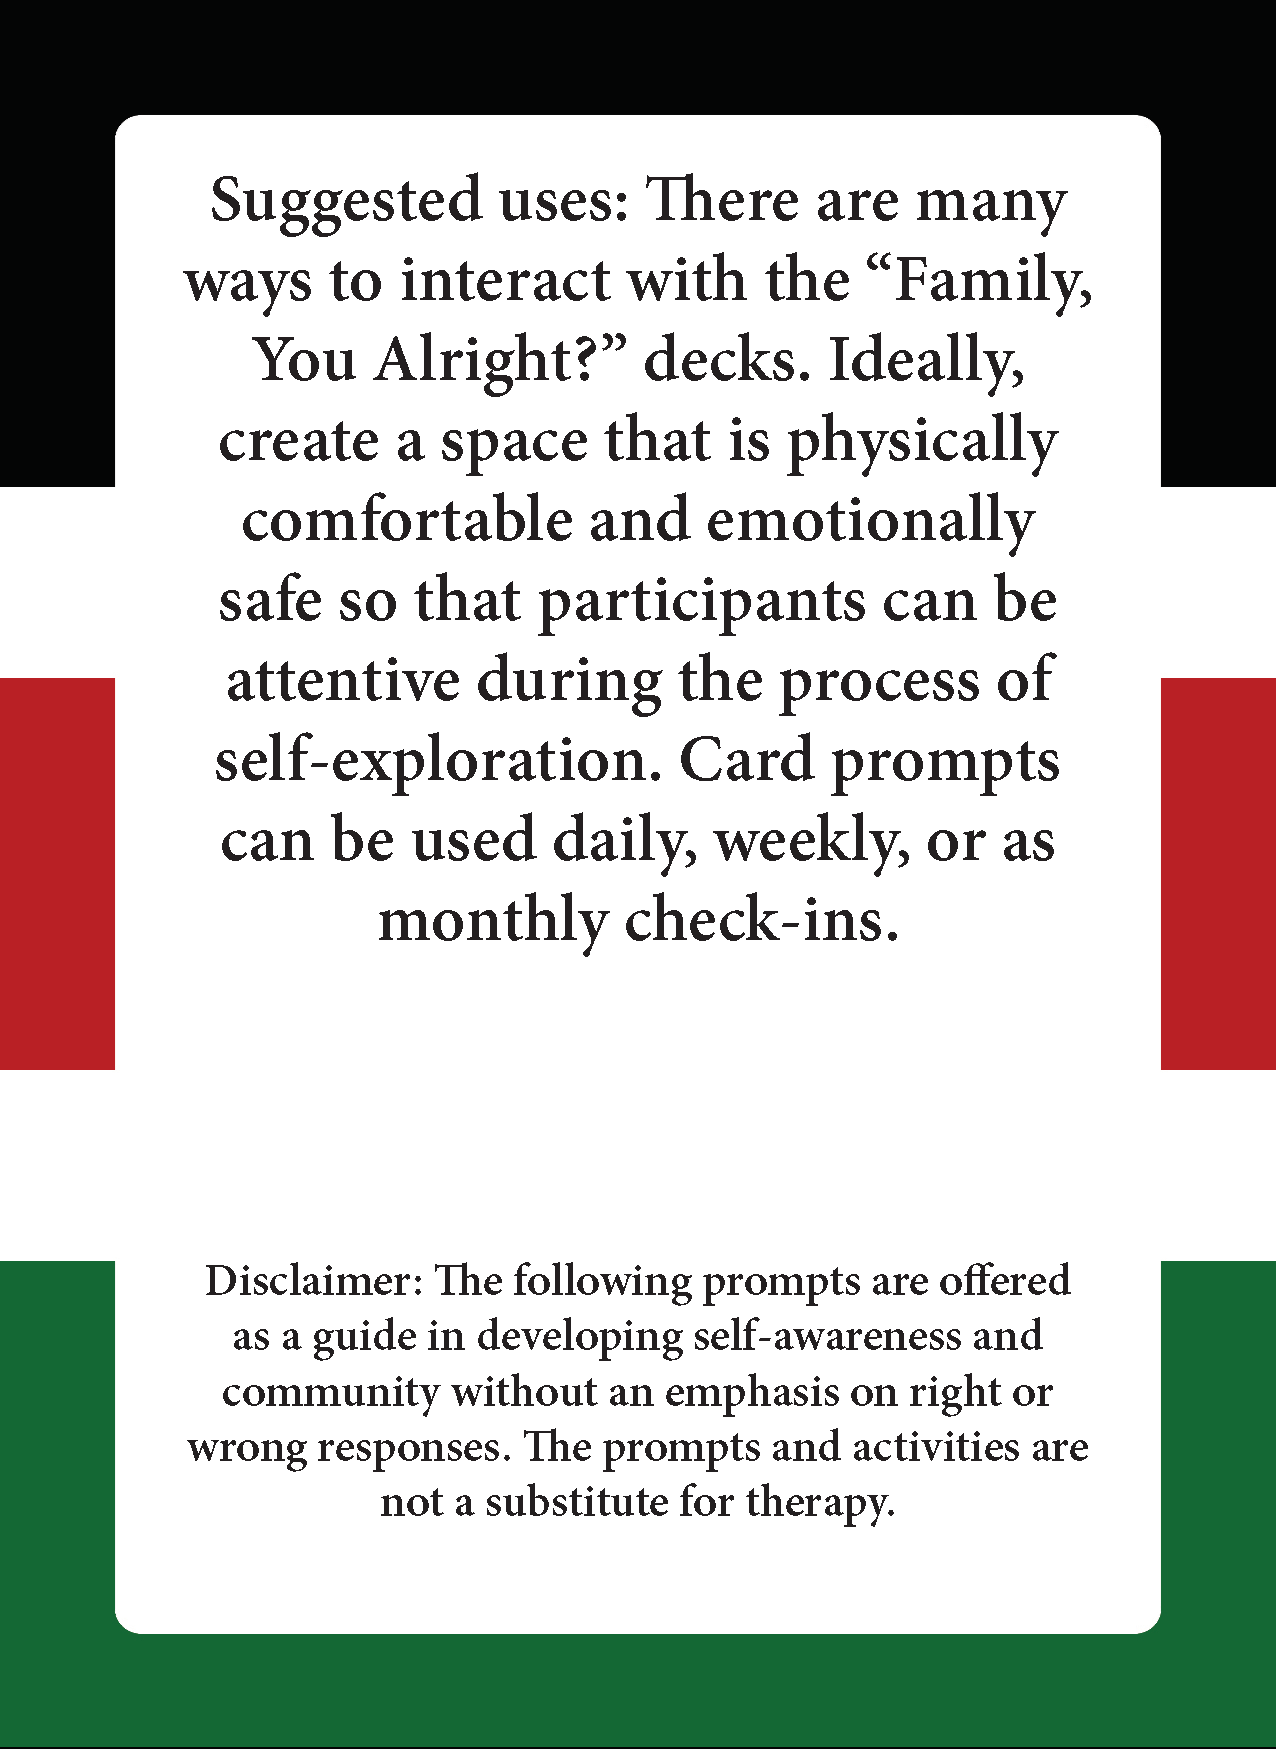 Suggested uses: There are many
ways to interact with the “Family,
You Alright?” decks. Ideally,
create a space that is physically
comfortable and emotionally
safe so that participants can be
attentive during the process of
self-exploration. Card prompts
can be used daily, weekly, or as
monthly check-ins.
Disclaimer: The following prompts are offered
as a guide in developing self-awareness and
community without an emphasis on right or
wrong responses. The prompts and activities are
not a substitute for therapy.